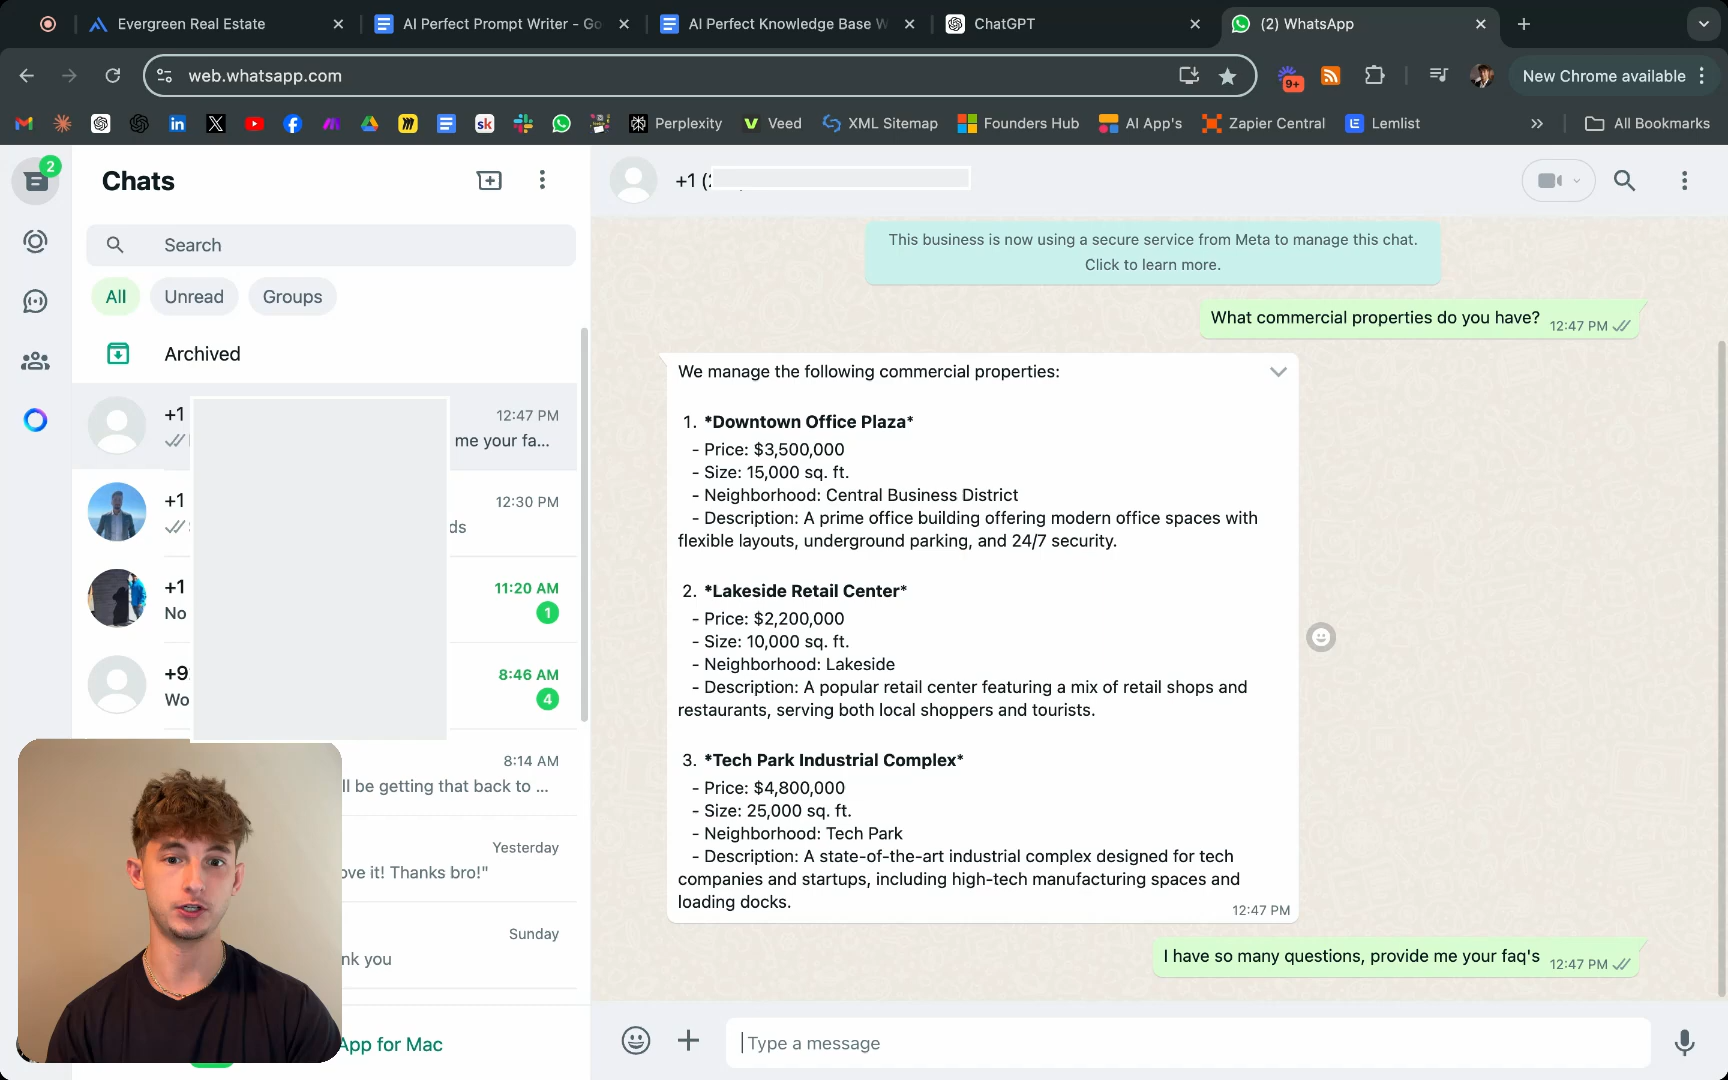 Evergreen Real Estate
AI Perfect Prompt Writer - Go
AI Perfect Knowledge Base W
ChatGPT
(2) WhatsApp
web.whatsapp.com
9+
New Chrome available
Perplexity
Veed
XML Sitemap
Founders Hub
AI App's
Zapier Central
Lemlist
All Bookmarks
2
Chats
Search
All
Unread
Groups
Archived
+1
12:47 PM
me your fa...
+1
12:30 PM
ds
+1
11:20 AM
No
1
+9
8:46 AM
Wo
4
8:14 AM
ll be getting that back to ...
Yesterday
ove it! Thanks bro!"
Sunday
nk you
App for Mac
+1 (
This business is now using a secure service from Meta to manage this chat.
Click to learn more.
What commercial properties do you have? 12:47 PM
We manage the following commercial properties:
1. *Downtown Office Plaza*
- Price: $3,500,000
- Size: 15,000 sq. ft.
- Neighborhood: Central Business District
- Description: A prime office building offering modern office spaces with
flexible layouts, underground parking, and 24/7 security.
2. *Lakeside Retail Center*
- Price: $2,200,000
- Size: 10,000 sq. ft.
- Neighborhood: Lakeside
- Description: A popular retail center featuring a mix of retail shops and
restaurants, serving both local shoppers and tourists.
3. *Tech Park Industrial Complex*
- Price: $4,800,000
- Size: 25,000 sq. ft.
- Neighborhood: Tech Park
- Description: A state-of-the-art industrial complex designed for tech
companies and startups, including high-tech manufacturing spaces and
loading docks.
12:47 PM
I have so many questions, provide me your faq's 12:47 PM
Type a message